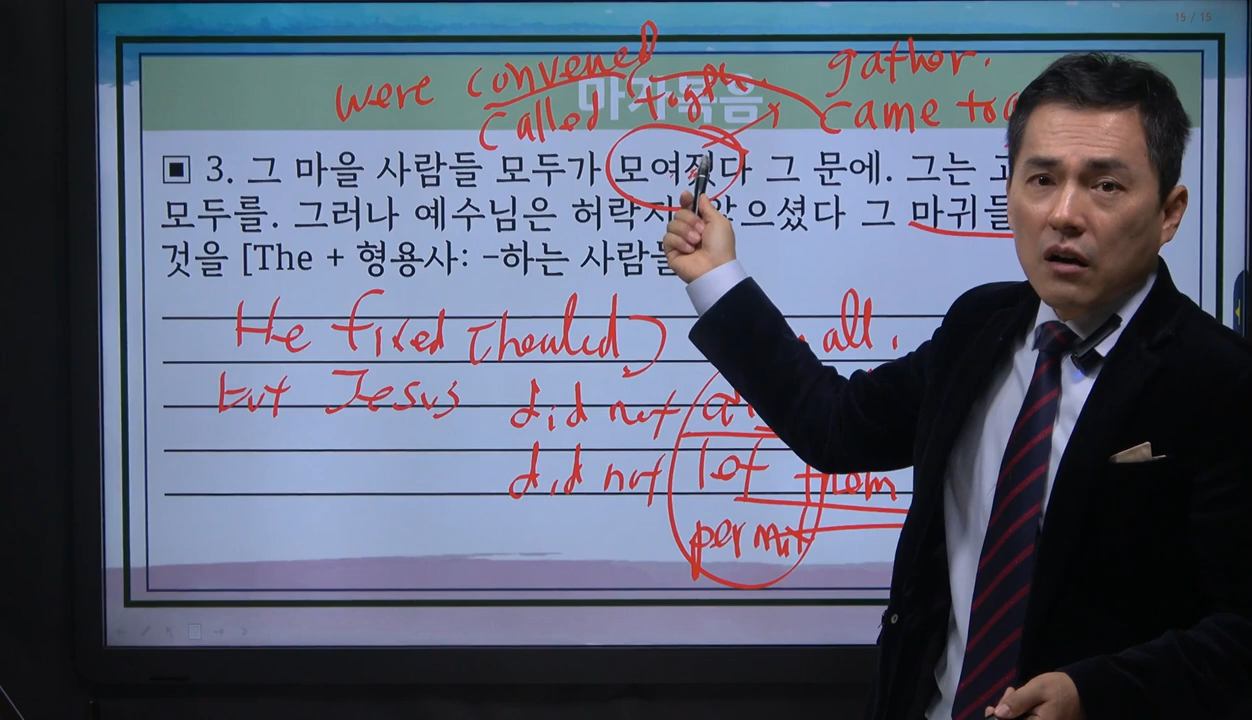 15 / 15
were convened gather.
called togth. came tog
마가복음
▣ 3. 그 마을 사람들 모두가 모여졌다 그 문에. 그는 고
모두를. 그러나 예수님은 허락지 않으셨다 그 마귀들
것을 [The + 형용사: -하는 사람들
He fixed (healed) all.
but Jesus did not
did not let them
permit